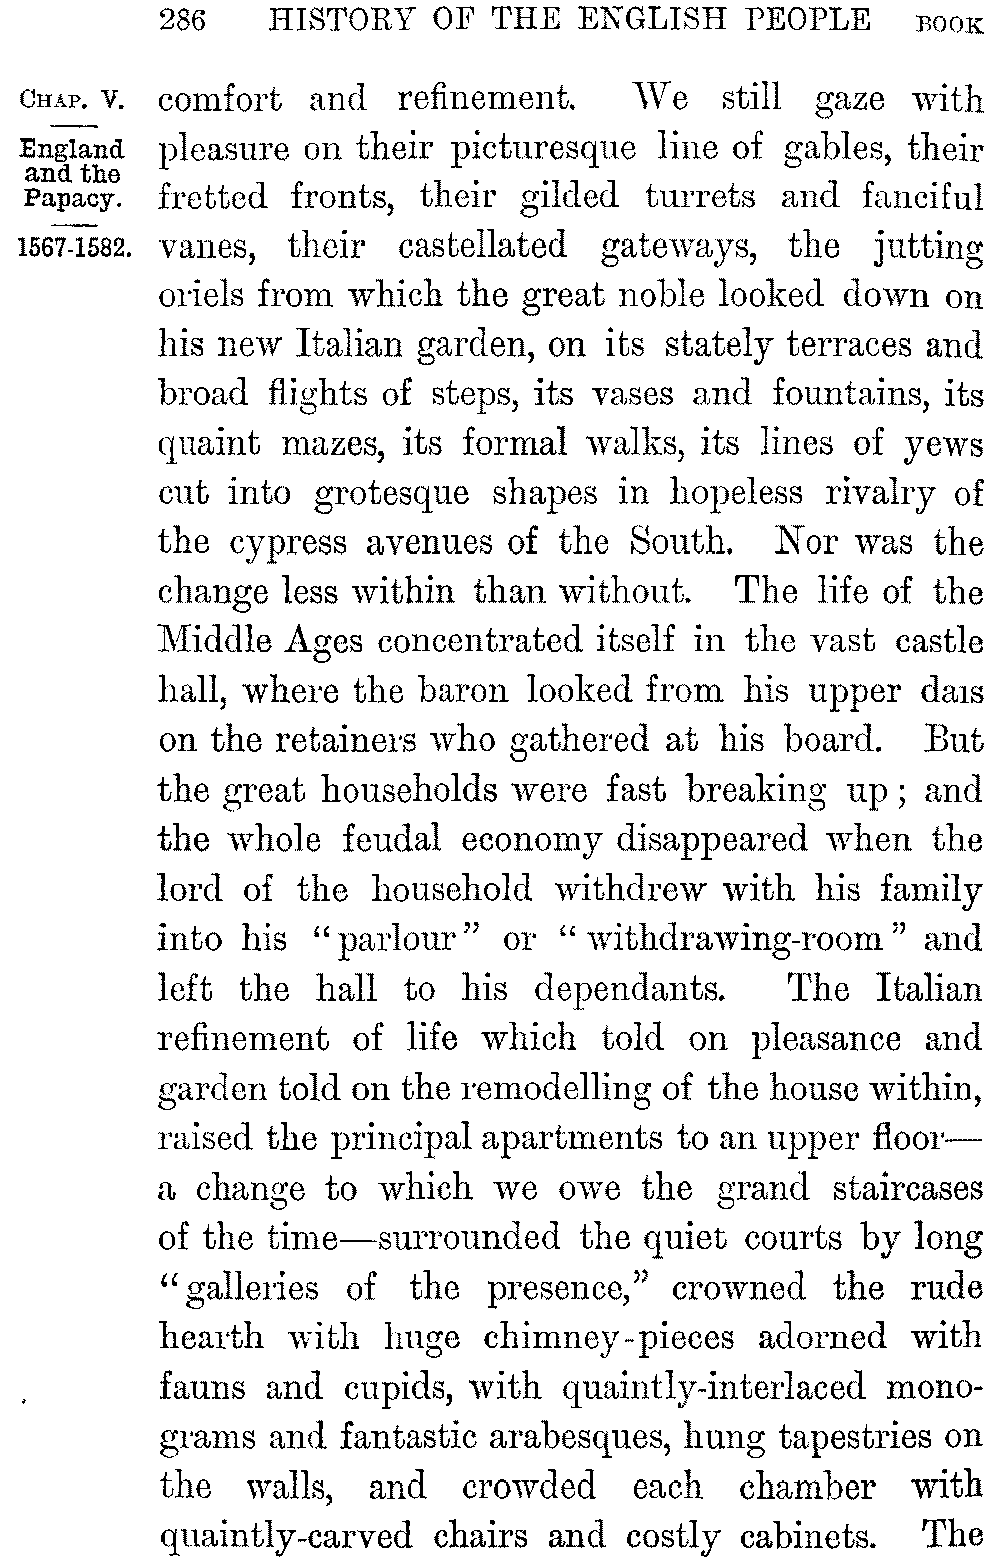 286 HISTORY OF THE ENGLISH PEOPLE BOOK
CHAP. V.
England
and the
Papacy.
1567-1582.
comfort and refinement. We still gaze with
pleasure on their picturesque line of gables, their
fretted fronts, their gilded turrets and fanciful
vanes, their castellated gateways, the jutting
oriels from which the great noble looked down on
his new Italian garden, on its stately terraces and
broad flights of steps, its vases and fountains, its
quaint mazes, its formal walks, its lines of yews
cut into grotesque shapes in hopeless rivalry of
the cypress avenues of the South. Nor was the
change less within than without. The life of the
Middle Ages concentrated itself in the vast castle
hall, where the baron looked from his upper dais
on the retainers who gathered at his board. But
the great households were fast breaking up; and
the whole feudal economy disappeared when the
lord of the household withdrew with his family
into his "parlour" or "withdrawing-room" and
left the hall to his dependants. The Italian
refinement of life which told on pleasance and
garden told on the remodelling of the house within,
raised the principal apartments to an upper floor—
a change to which we owe the grand staircases
of the time—surrounded the quiet courts by long
"galleries of the presence," crowned the rude
hearth with huge chimney-pieces adorned with
fauns and cupids, with quaintly-interlaced mono-
grams and fantastic arabesques, hung tapestries on
the walls, and crowded each chamber with
quaintly-carved chairs and costly cabinets. The